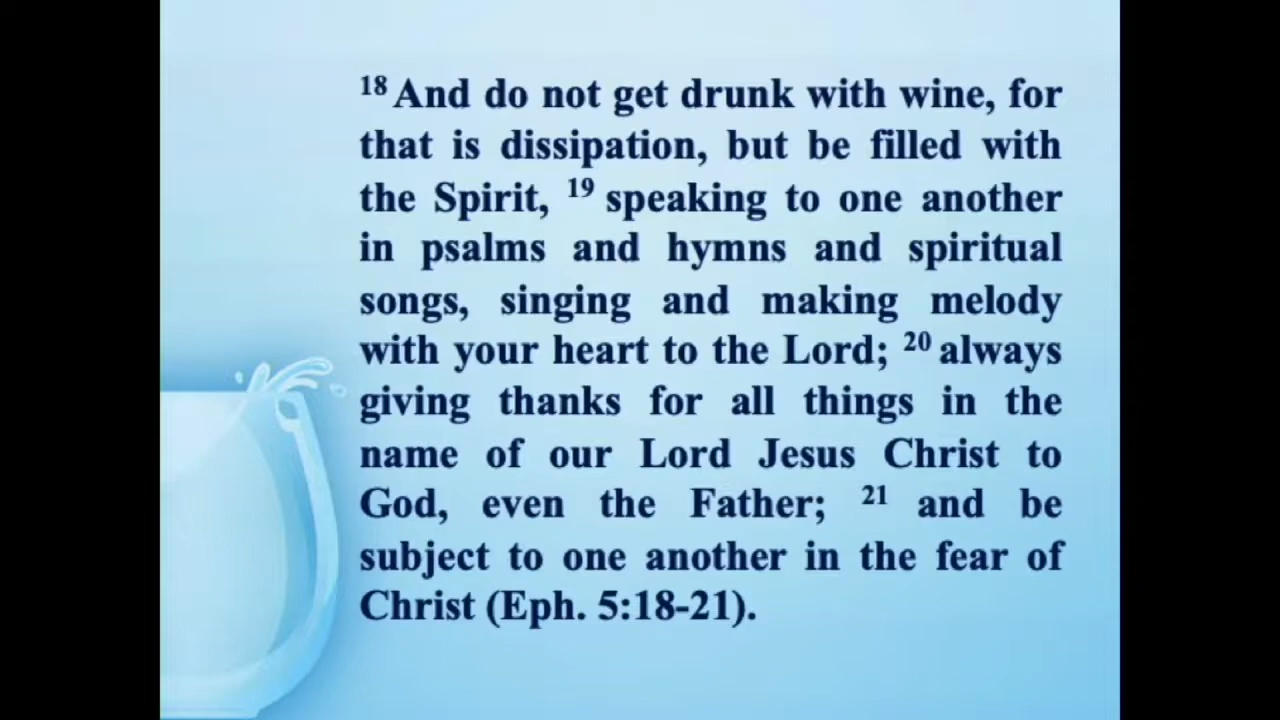 18 And do not get drunk with wine, for
that is dissipation, but be filled with
the Spirit, 19 speaking to one another
in psalms and hymns and spiritual
songs, singing and making melody
with your heart to the Lord; 20 always
giving thanks for all things in the
name of our Lord Jesus Christ to
God, even the Father; 21 and be
subject to one another in the fear of
Christ (Eph. 5:18-21).